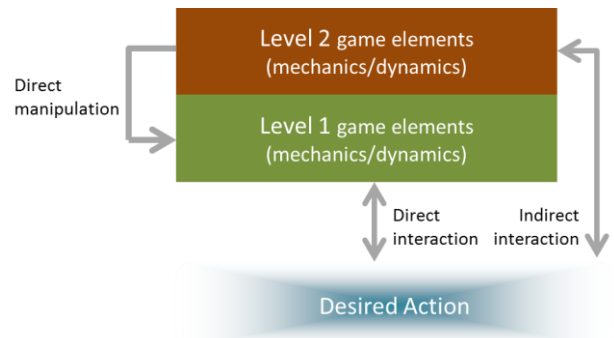 Level 2 game elements
(mechanics/dynamics)
Direct
manipulation
Level 1 game elements
(mechanics/dynamics)
Direct
interaction
Indirect
interaction
Desired Action